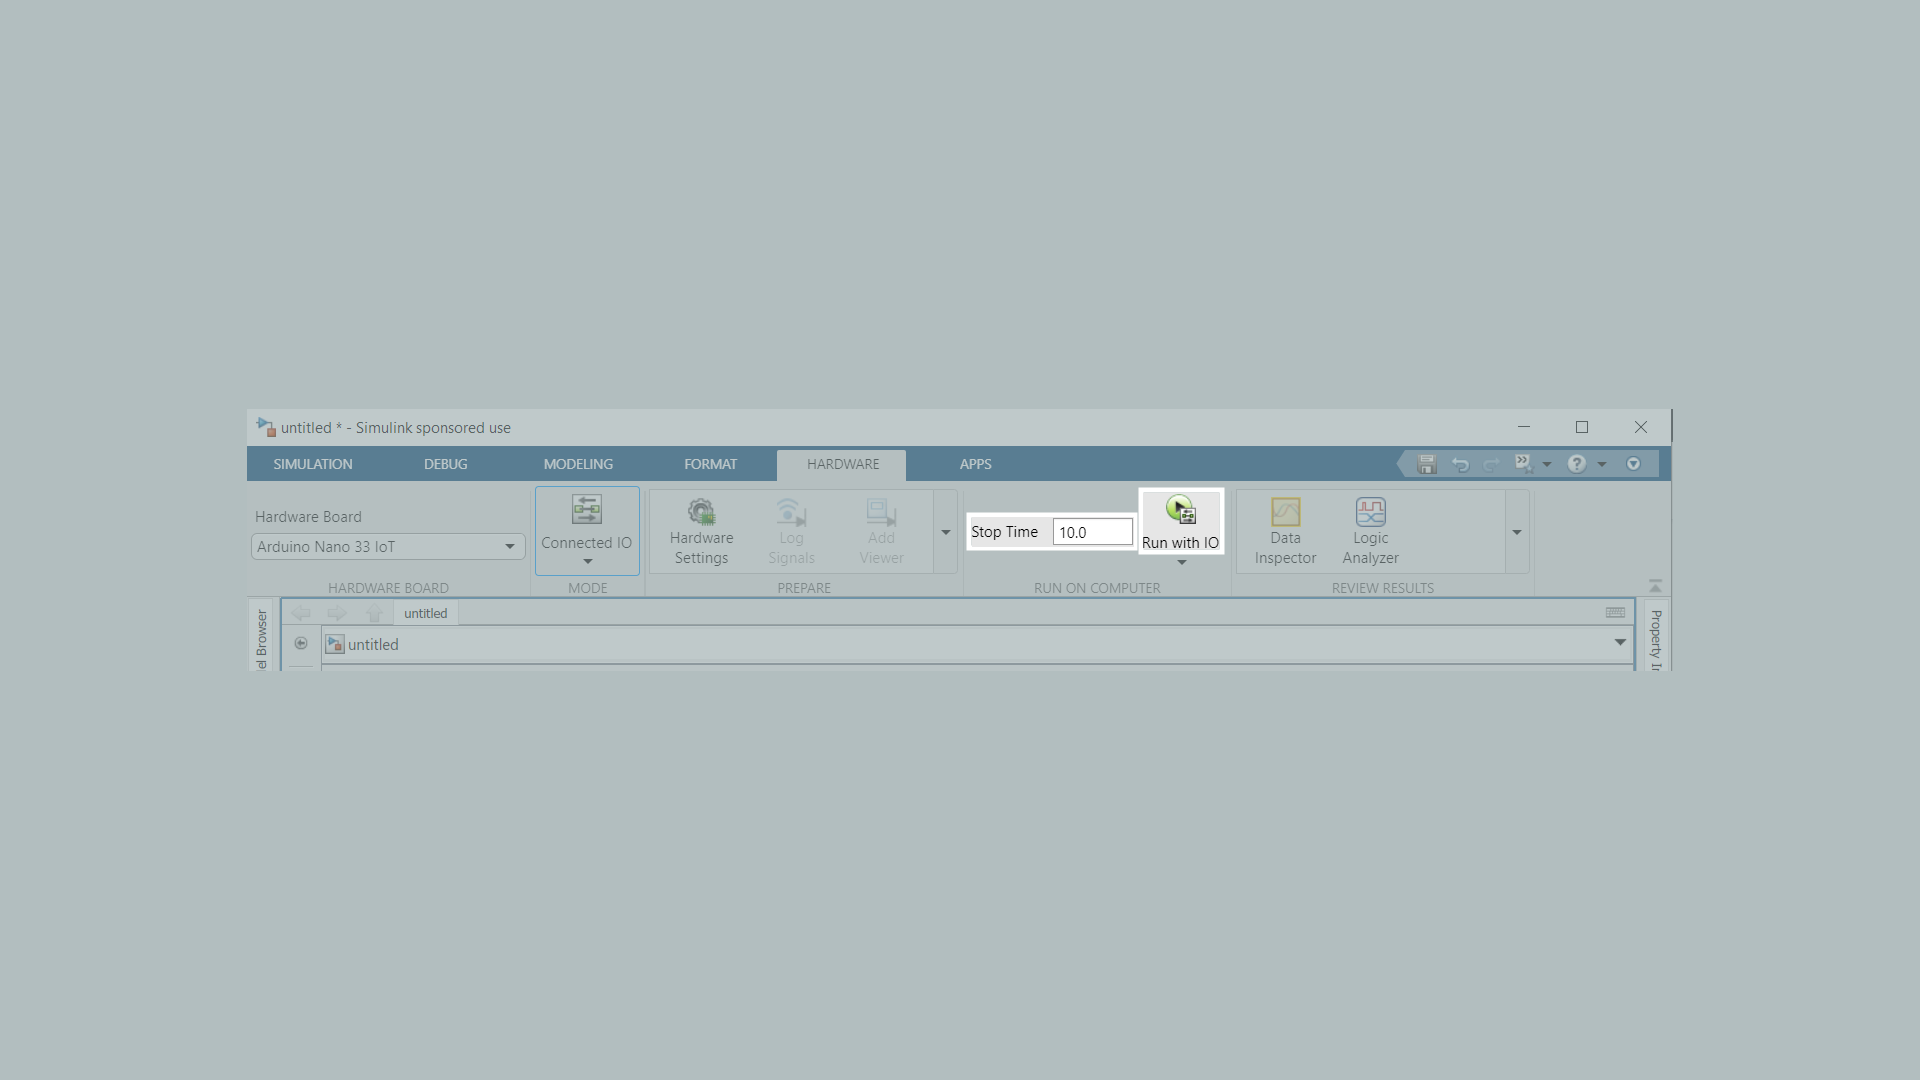 untitled * - Simulink sponsored use
SIMULATION DEBUG MODELING FORMAT HARDWARE APPS
Hardware Board
Arduino Nano 33 IoT
HARDWARE BOARD
Connected IO
MODE
Hardware
Settings
Log
Signals
Add
Viewer
PREPARE
Stop Time 10.0
Run with IO
RUN ON COMPUTER
Data
Inspector
Logic
Analyzer
REVIEW RESULTS
untitled
untitled
el Browser
Property Ir